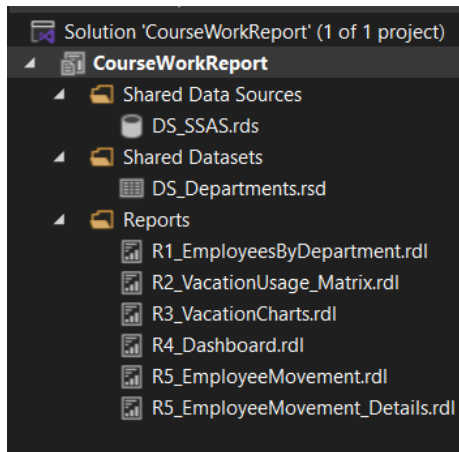 Solution 'CourseWorkReport' (1 of 1 project)
CourseWorkReport
Shared Data Sources
DS_SSAS.rds
Shared Datasets
DS_Departments.rsd
Reports
R1_EmployeesByDepartment.rdl
R2_VacationUsage_Matrix.rdl
R3_VacationCharts.rdl
R4_Dashboard.rdl
R5_EmployeeMovement.rdl
R5_EmployeeMovement_Details.rdl